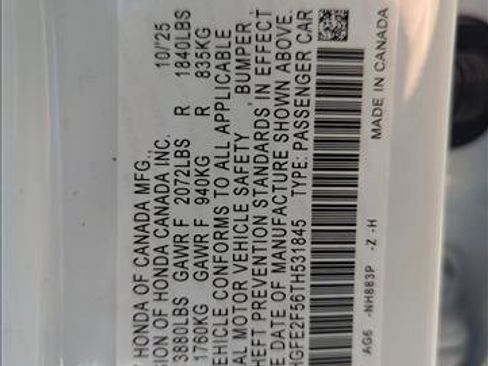 HONDA OF CANADA MFG., 10/'25
SION OF HONDA CANADA INC.
3880LBS GAWR F 2072LBS R 1840LBS
1760KG GAWR F 940KG R 835KG
EHICLE CONFORMS TO ALL APPLICABLE
AL MOTOR VEHICLE SAFETY , BUMPER ,
HEFT PREVENTION STANDARDS IN EFFECT
E DATE OF MANUFACTURE SHOWN ABOVE.
HGFE2F56TH531845 TYPE: PASSENGER CAR
AG6 -NH883P -Z -H
MADE IN CANADA